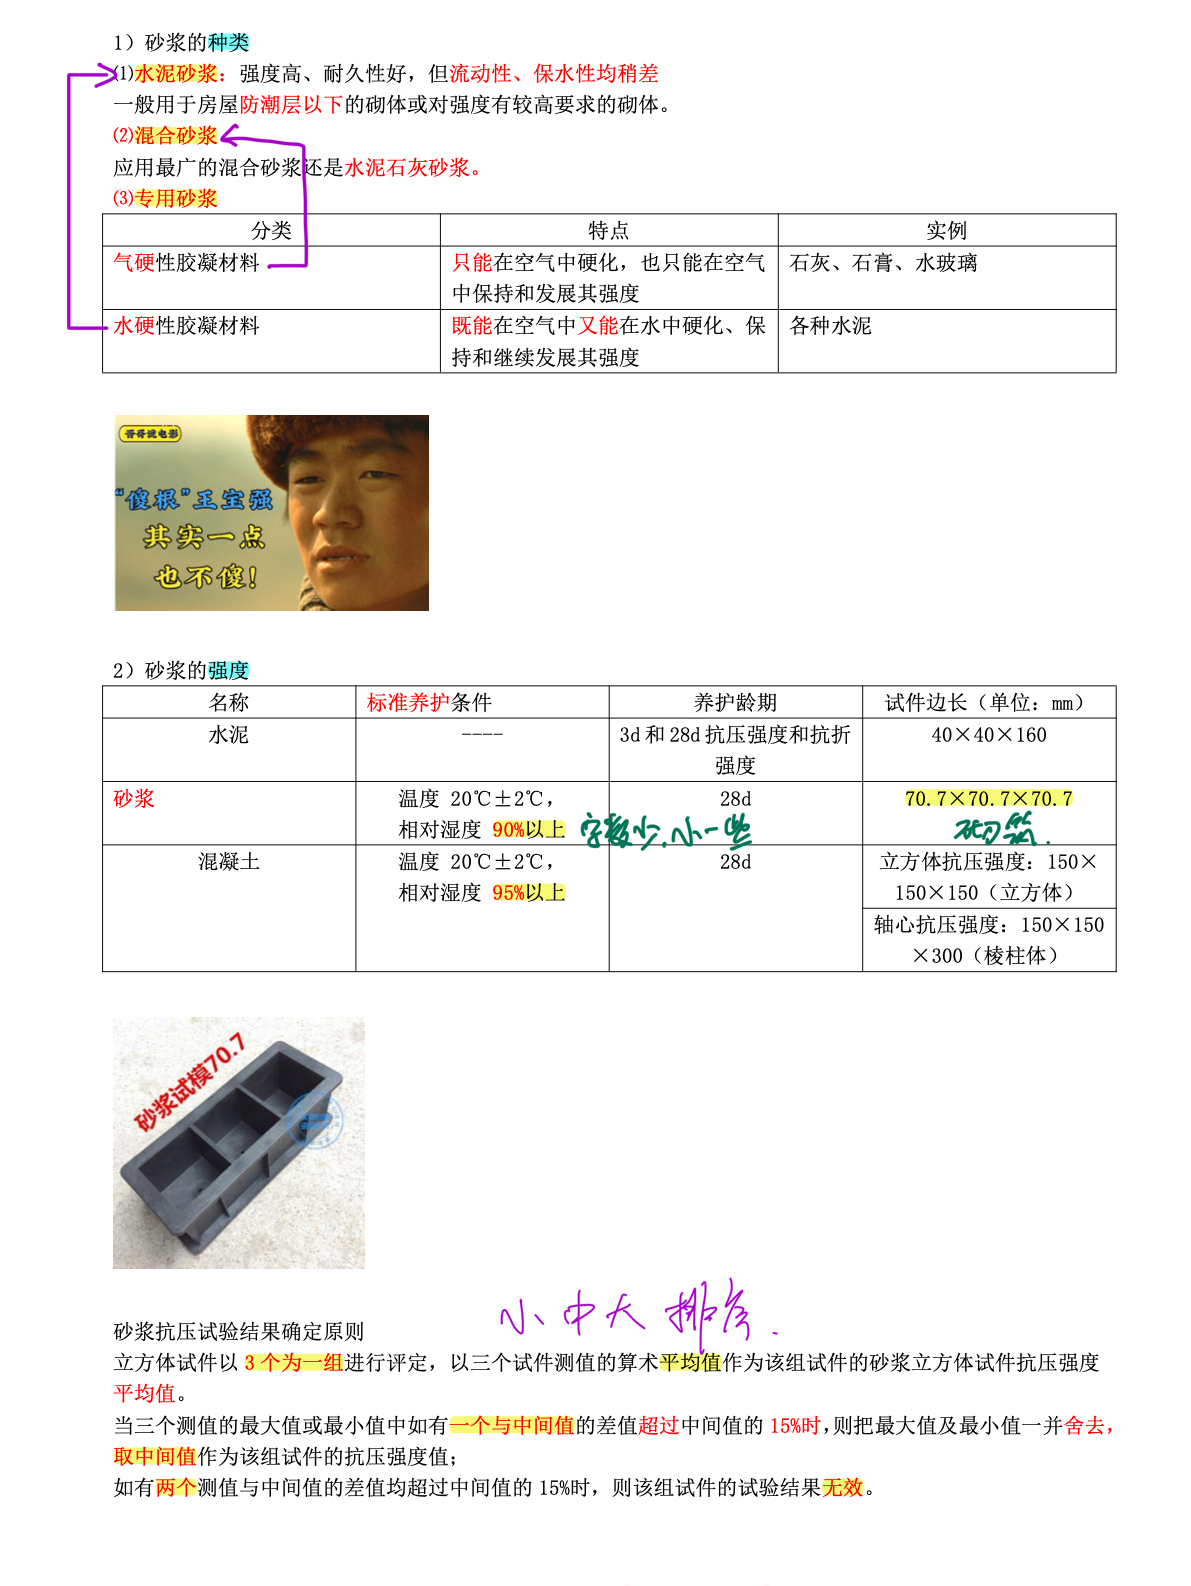 1）砂浆的种类
⑴水泥砂浆：强度高、耐久性好，但流动性、保水性均稍差
一般用于房屋防潮层以下的砌体或对强度有较高要求的砌体。
⑵混合砂浆
应用最广的混合砂浆还是水泥石灰砂浆。
⑶专用砂浆
分类 特点 实例
气硬性胶凝材料 只能在空气中硬化，也只能在空气 石灰、石膏、水玻璃
中保持和发展其强度
水硬性胶凝材料 既能在空气中又能在水中硬化、保 各种水泥
持和继续发展其强度
哥哥说电影
“傻根”王宝强
其实一点
也不傻！
2）砂浆的强度
名称 标准养护条件 养护龄期 试件边长（单位：mm）
水泥 ---- 3d 和 28d 抗压强度和抗折 40×40×160
强度
砂浆 温度 20℃±2℃， 28d 70.7×70.7×70.7
相对湿度 90%以上 字数少，小一些 砌筑.
混凝土 温度 20℃±2℃， 28d 立方体抗压强度：150×
相对湿度 95%以上 150×150（立方体）
轴心抗压强度：150×150
×300（棱柱体）
砂浆试模70.7
小中大排序.
砂浆抗压试验结果确定原则
立方体试件以 3 个为一组进行评定，以三个试件测值的算术平均值作为该组试件的砂浆立方体试件抗压强度
平均值。
当三个测值的最大值或最小值中如有一个与中间值的差值超过中间值的 15%时，则把最大值及最小值一并舍去，
取中间值作为该组试件的抗压强度值；
如有两个测值与中间值的差值均超过中间值的 15%时，则该组试件的试验结果无效。